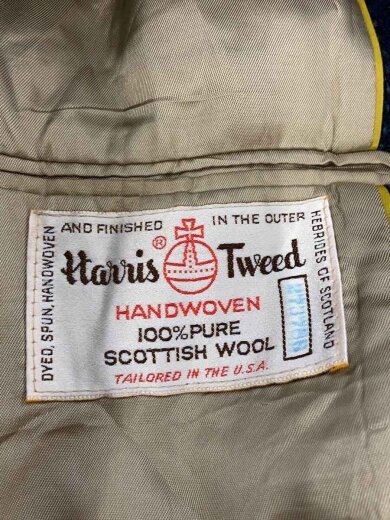 DYED, SPUN, HANDWOVEN
AND FINISHED IN THE OUTER
HEBRIDES OF SCOTLAND
Harris Tweed
®
HANDWOVEN
100% PURE
SCOTTISH WOOL
TAILORED IN THE U.S.A.